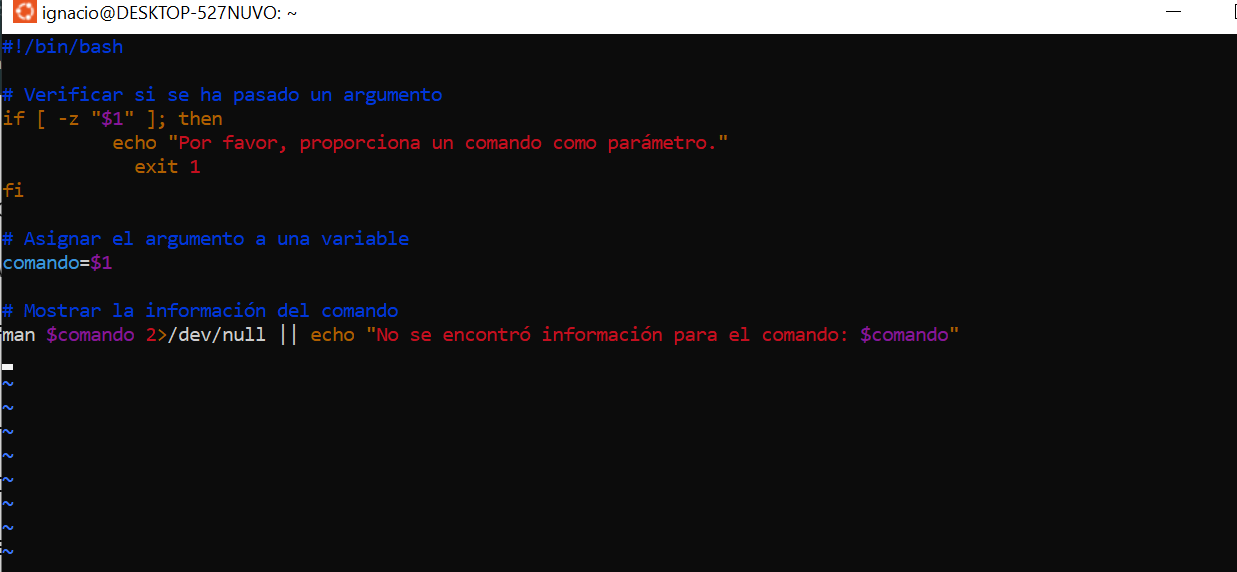 ignacio@DESKTOP-527NUVO: ~
#!/bin/bash
# Verificar si se ha pasado un argumento
if [ -z "$1" ]; then
echo "Por favor, proporciona un comando como parámetro."
exit 1
fi
# Asignar el argumento a una variable
comando=$1
# Mostrar la información del comando
man $comando 2>/dev/null || echo "No se encontró información para el comando: $comando"
~
~
~
~
~
~
~
~